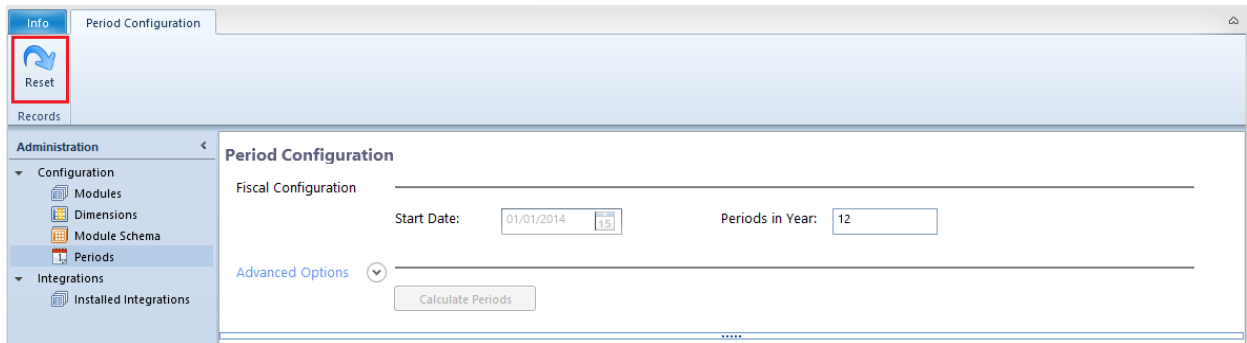 Info Period Configuration
Reset
Records
Administration
Configuration
Modules
Dimensions
Module Schema
Periods
Integrations
Installed Integrations
Period Configuration
Fiscal Configuration
Start Date: 01/01/2014 15 Periods in Year: 12
Advanced Options
Calculate Periods